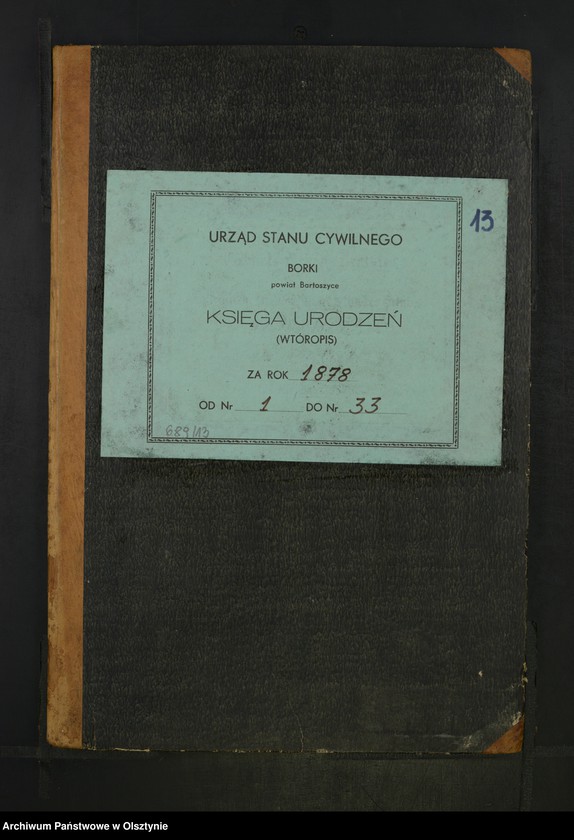 13
URZĄD STANU CYWILNEGO
BORKI
powiat Bartoszyce
KSIĘGA URODZEŃ
(WTÓROPIS)
ZA ROK 1878
OD Nr 1 DO Nr 33
689/13
Archiwum Państwowe w Olsztynie